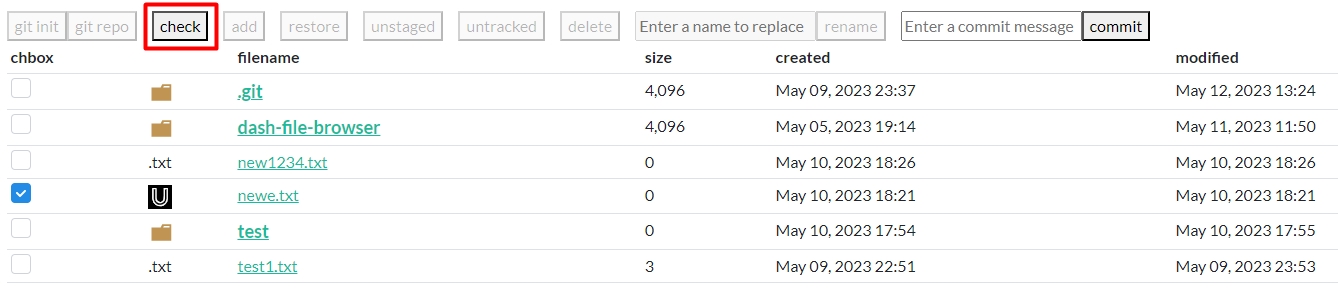 git init git repo check add restore unstaged untracked delete Enter a name to replace rename Enter a commit message commit
chbox filename size created modified
.git 4,096 May 09, 2023 23:37 May 12, 2023 13:24
dash-file-browser 4,096 May 05, 2023 19:14 May 11, 2023 11:50
.txt new1234.txt 0 May 10, 2023 18:26 May 10, 2023 18:26
U newe.txt 0 May 10, 2023 18:21 May 10, 2023 18:21
test 0 May 10, 2023 17:54 May 10, 2023 17:55
.txt test1.txt 3 May 09, 2023 22:51 May 09, 2023 23:53